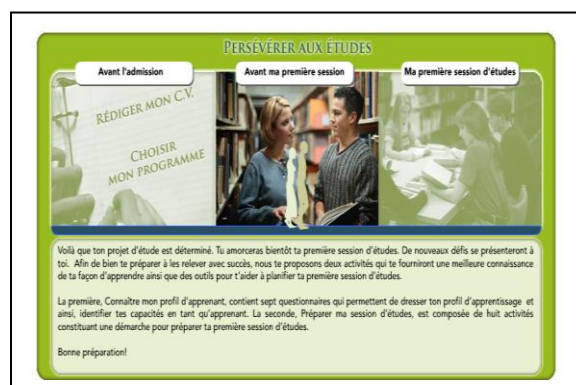 PERSÉVÉRER AUX ÉTUDES
Avant l'admission
Avant ma première session
Ma première session d'études
RÉDIGER MON C.V.
CHOISIR
MON PROGRAMME
Voilà que ton projet d'étude est déterminé. Tu amorceras bientôt ta première session d'études. De nouveaux défis se présenteront à
toi. Afin de bien te préparer à les relever avec succès, nous te proposons deux activités qui te fourniront une meilleure connaissance
de ta façon d'apprendre ainsi que des outils pour t'aider à planifier ta première session d'études.
La première, Connaître mon profil d'apprenant, contient sept questionnaires qui permettent de dresser ton profil d'apprentissage et
ainsi, identifier tes capacités en tant qu'apprenant. La seconde, Préparer ma session d'études, est composée de huit activités
constituant une démarche pour préparer ta première session d'études.
Bonne préparation!